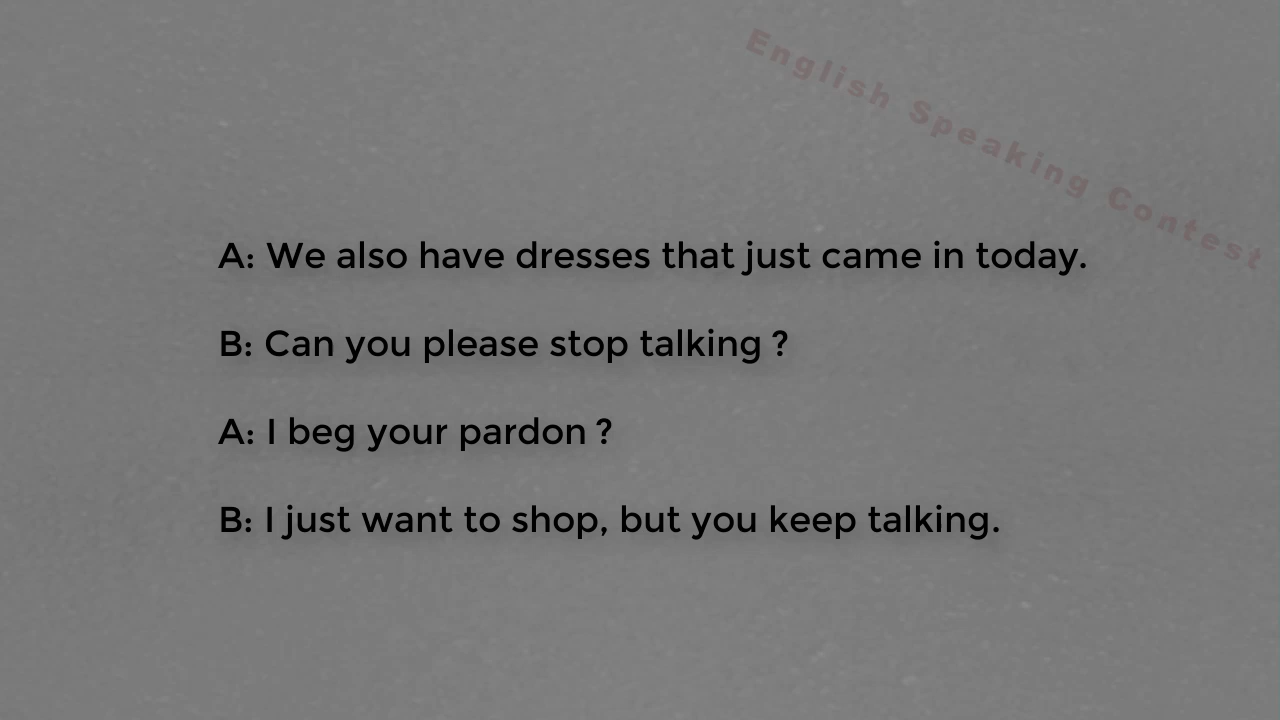 English Speaking Contest
A: We also have dresses that just came in today.
B: Can you please stop talking ?
A: I beg your pardon ?
B: I just want to shop, but you keep talking.